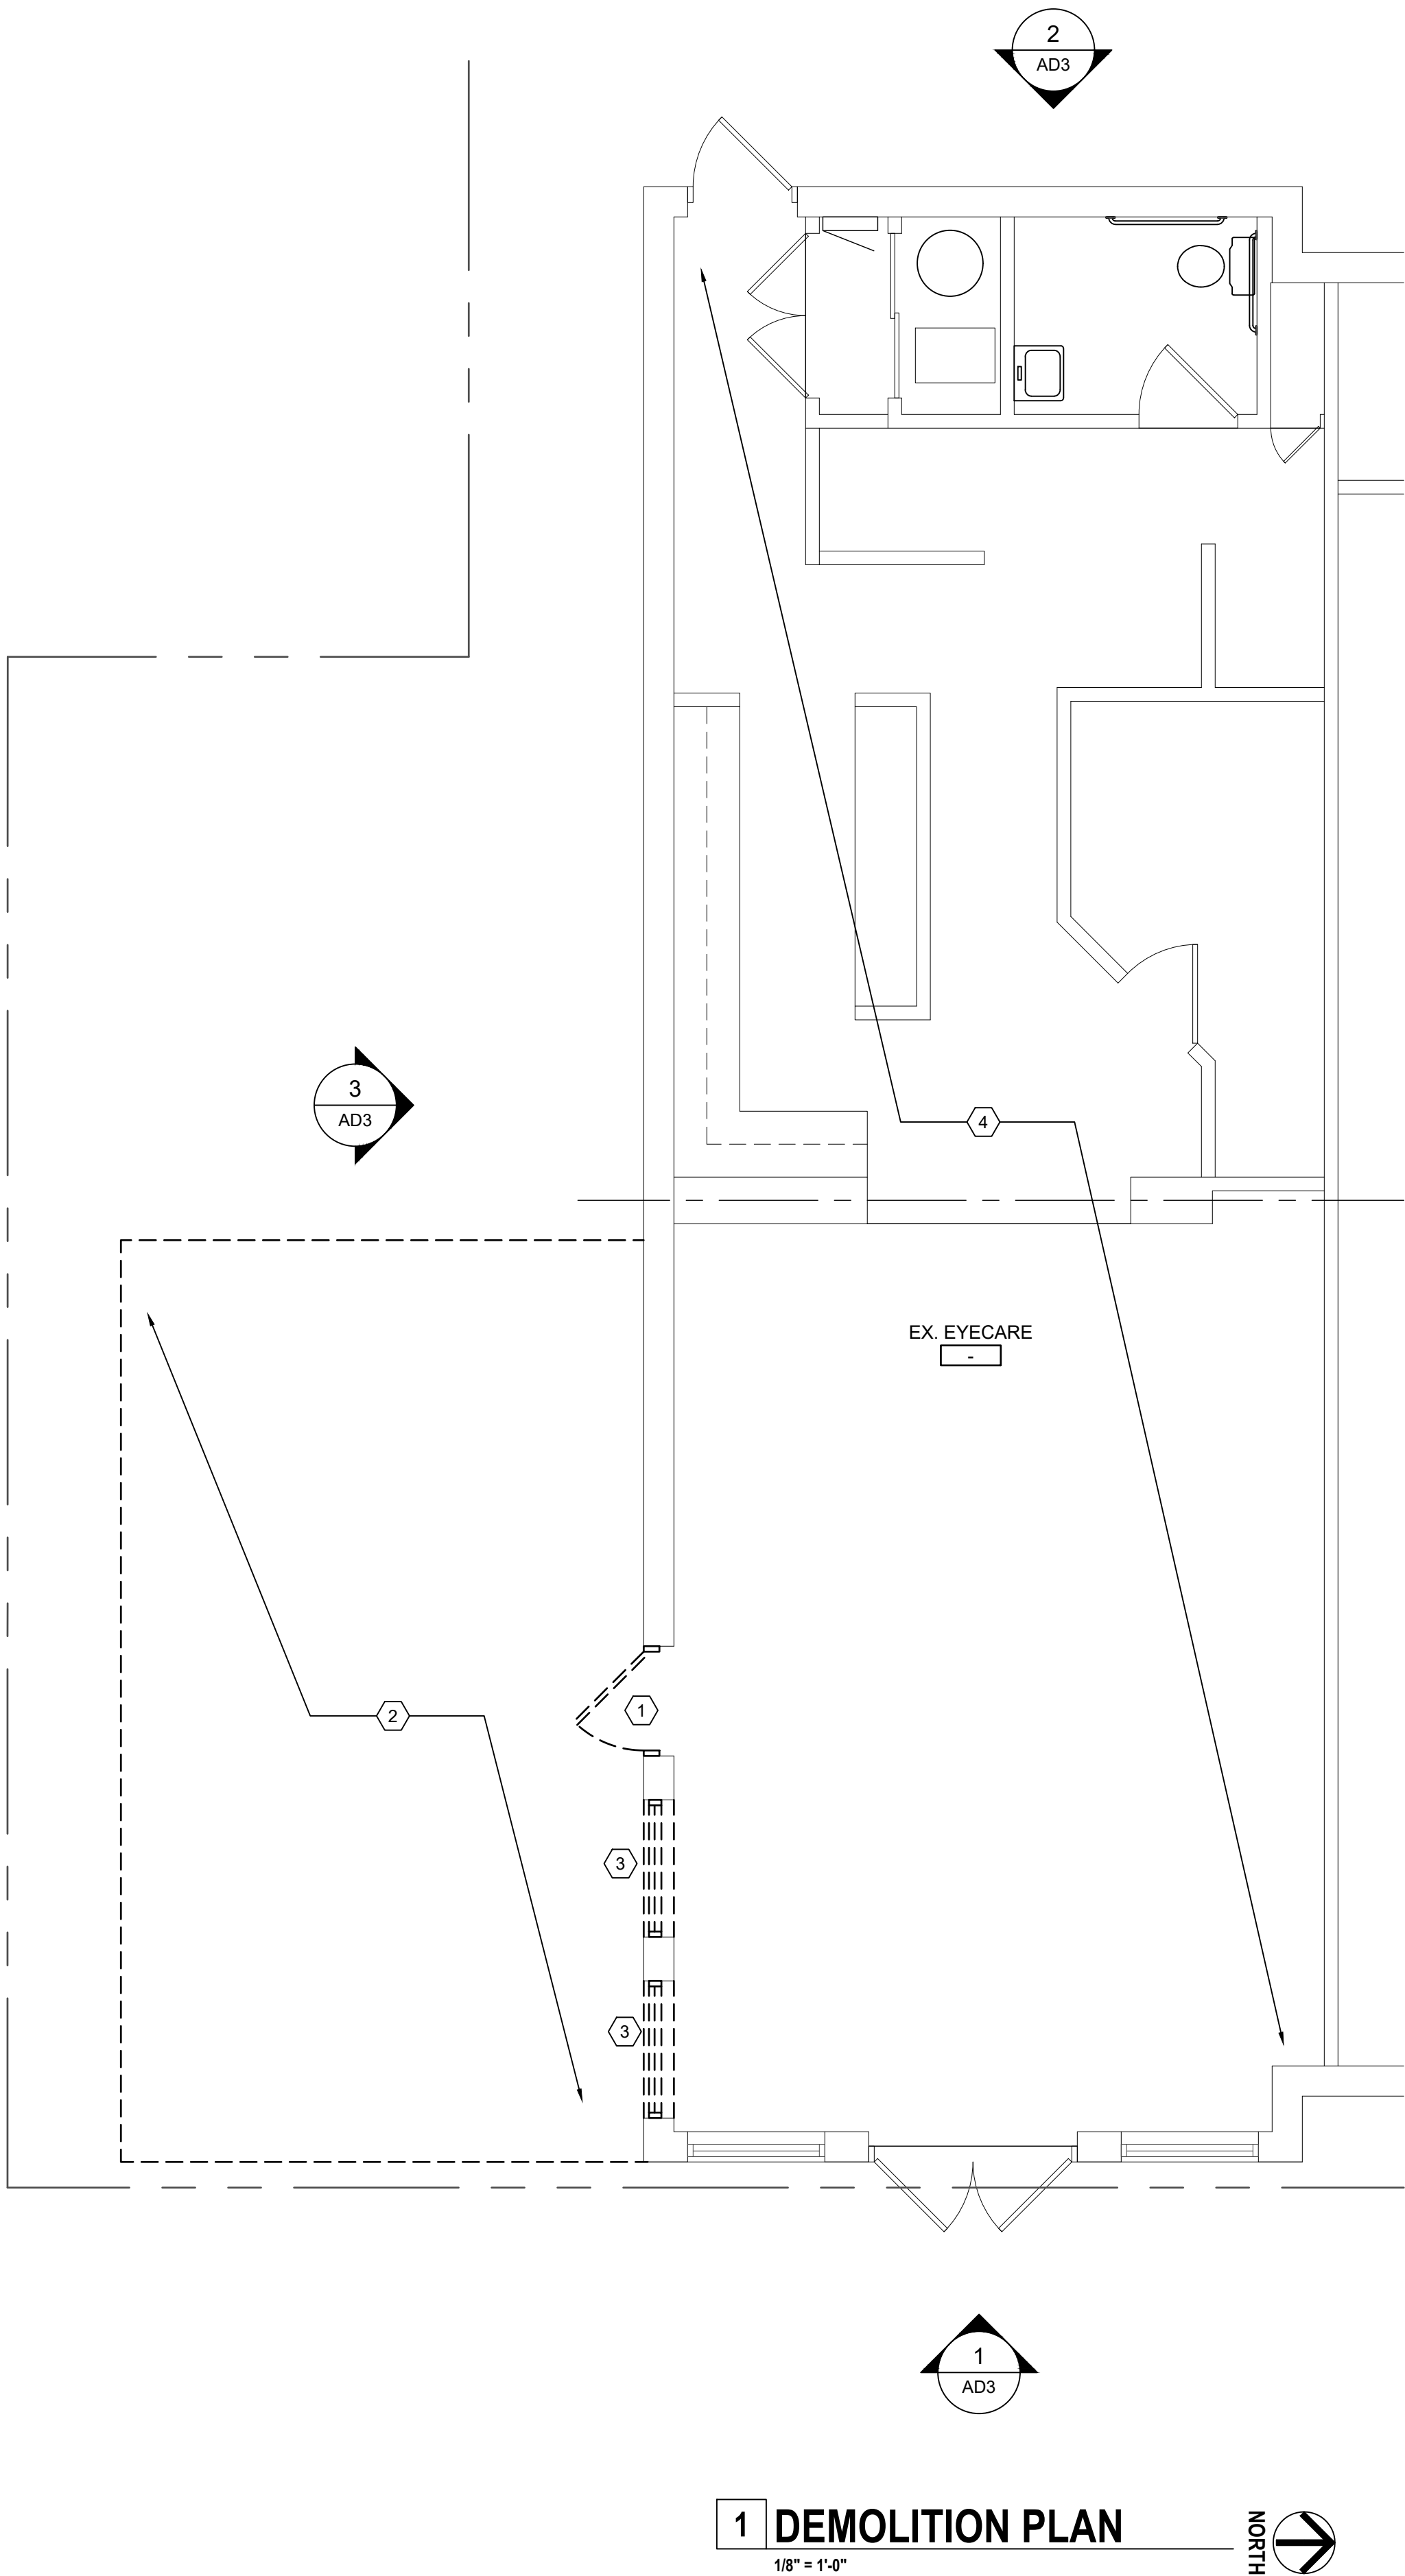 2
AD3
3
AD3
4
EX. EYECARE
-
1
2
3
3
1
AD3
1 DEMOLITION PLAN
1/8" = 1'-0"
NORTH